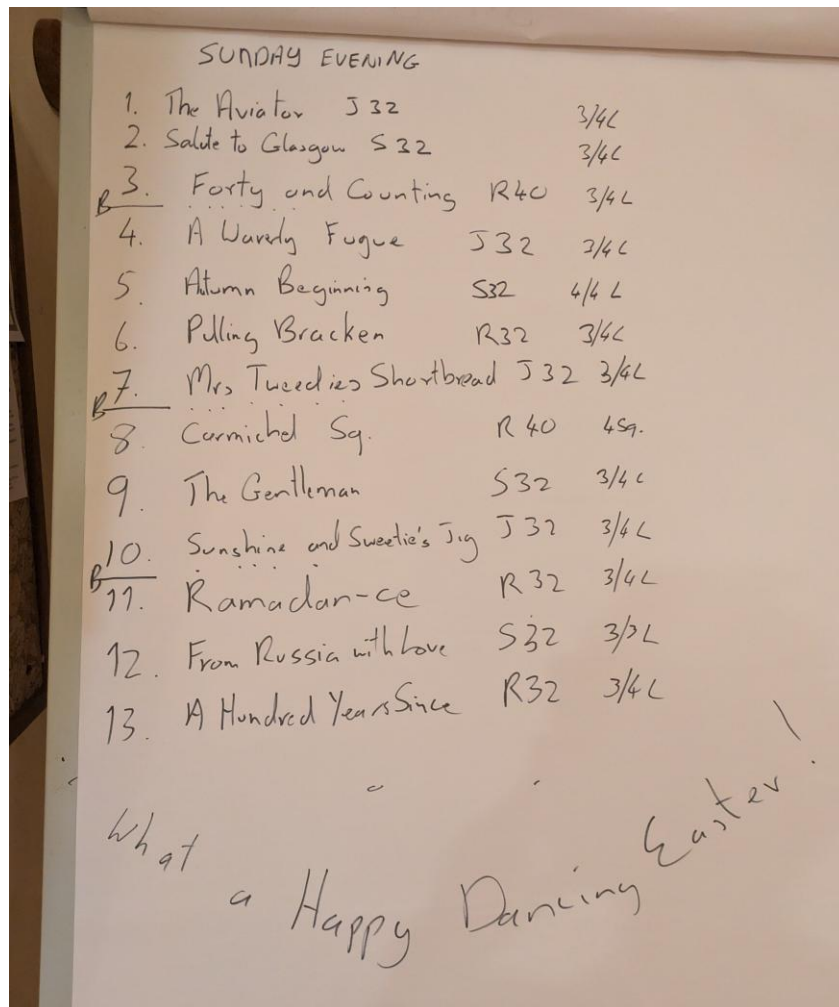 SUNDAY EVENING
1. The Aviator J32 3/4L
2. Salute to Glasgow S32 3/4L
B 3. Forty and Counting R40 3/4L
4. A Waverly Fugue J32 3/4L
5. Autumn Beginning S32 4/4 L
6. Pulling Bracken R32 3/4L
B 7. Mrs Tweedies Shortbread J32 3/4L
8. Carmichel Sq. R40 4Sq.
9. The Gentleman S32 3/4L
B 10. Sunshine and Sweetie's Jig J32 3/4L
11. Ramadan-ce R32 3/4L
12. From Russia with Love S32 3/3L
13. A Hundred Years Since R32 3/4L
What a Happy Dancing Easter!